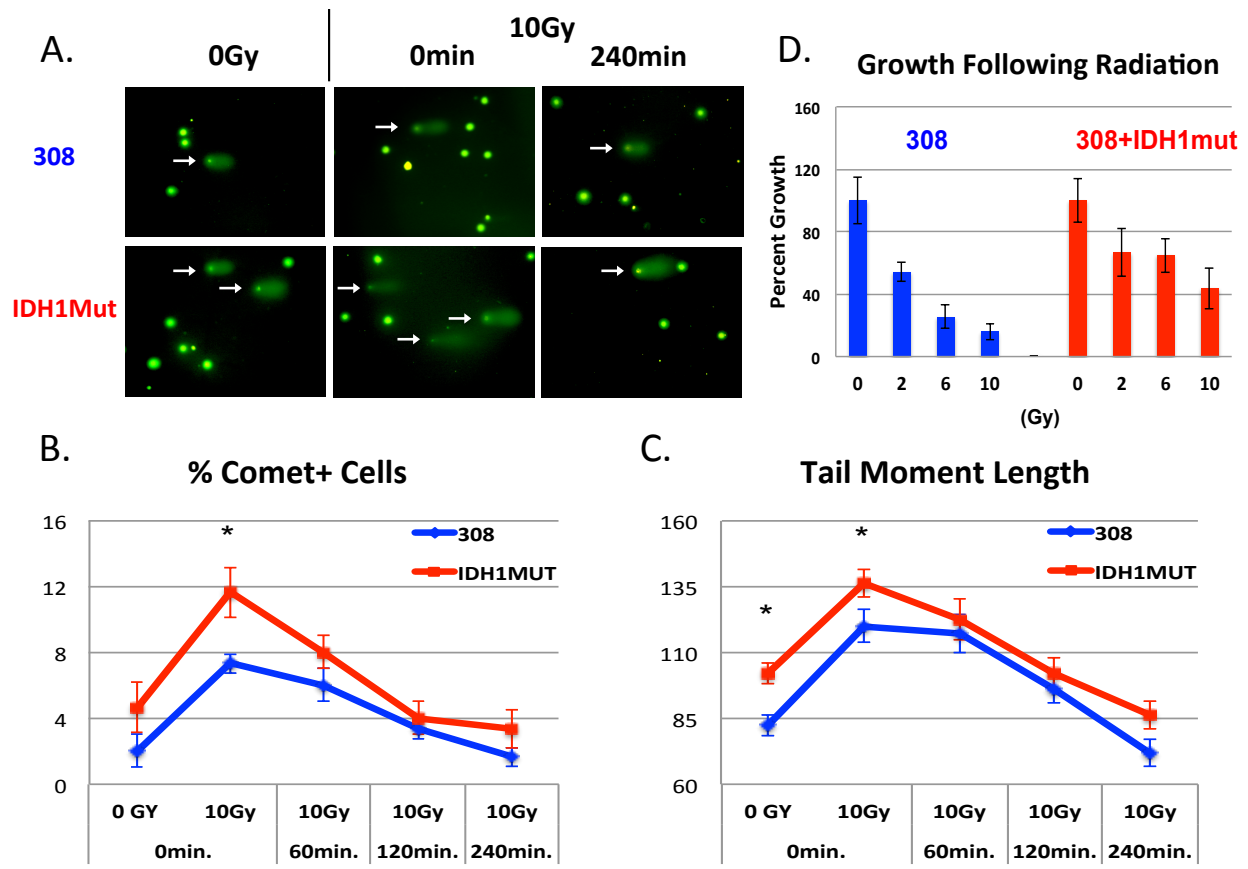 A.
10Gy
0Gy 0min 240min
308
IDH1Mut
D.
Growth Following Radiation
308 308+IDH1mut
Percent Growth
160
120
80
40
0
0 2 6 10 0 2 6 10
(Gy)
B.
% Comet+ Cells
*
308
IDH1MUT
16
12
8
4
0
0 GY 10Gy 10Gy 10Gy 10Gy
0min. 60min. 120min. 240min.
C.
Tail Moment Length
*
*
308
IDH1MUT
160
135
110
85
60
0 GY 10Gy 10Gy 10Gy 10Gy
0min. 60min. 120min. 240min.